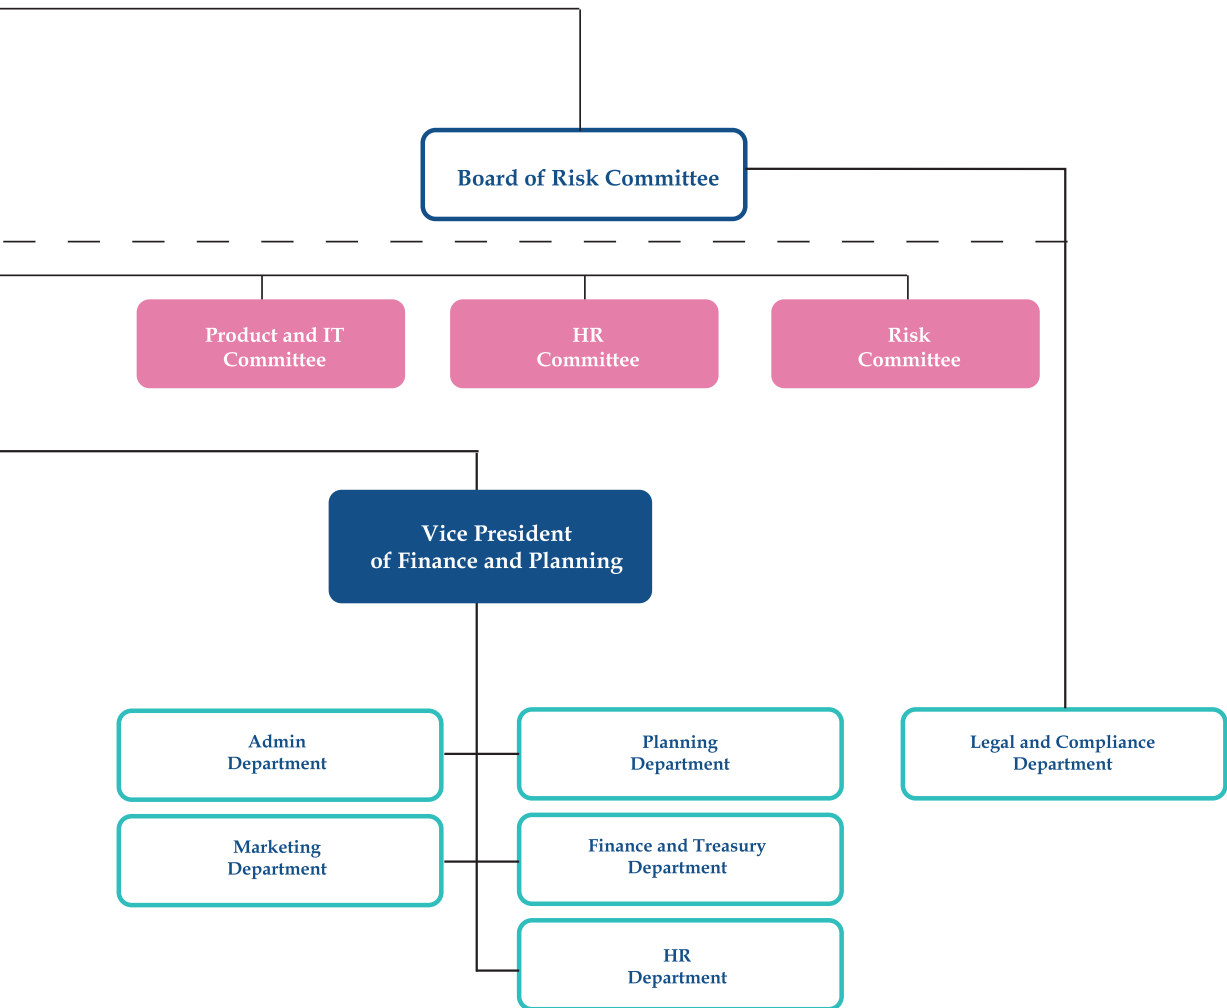 Board of Risk Committee
Product and IT
Committee
HR
Committee
Risk
Committee
Vice President
of Finance and Planning
Admin
Department
Planning
Department
Legal and Compliance
Department
Marketing
Department
Finance and Treasury
Department
HR
Department